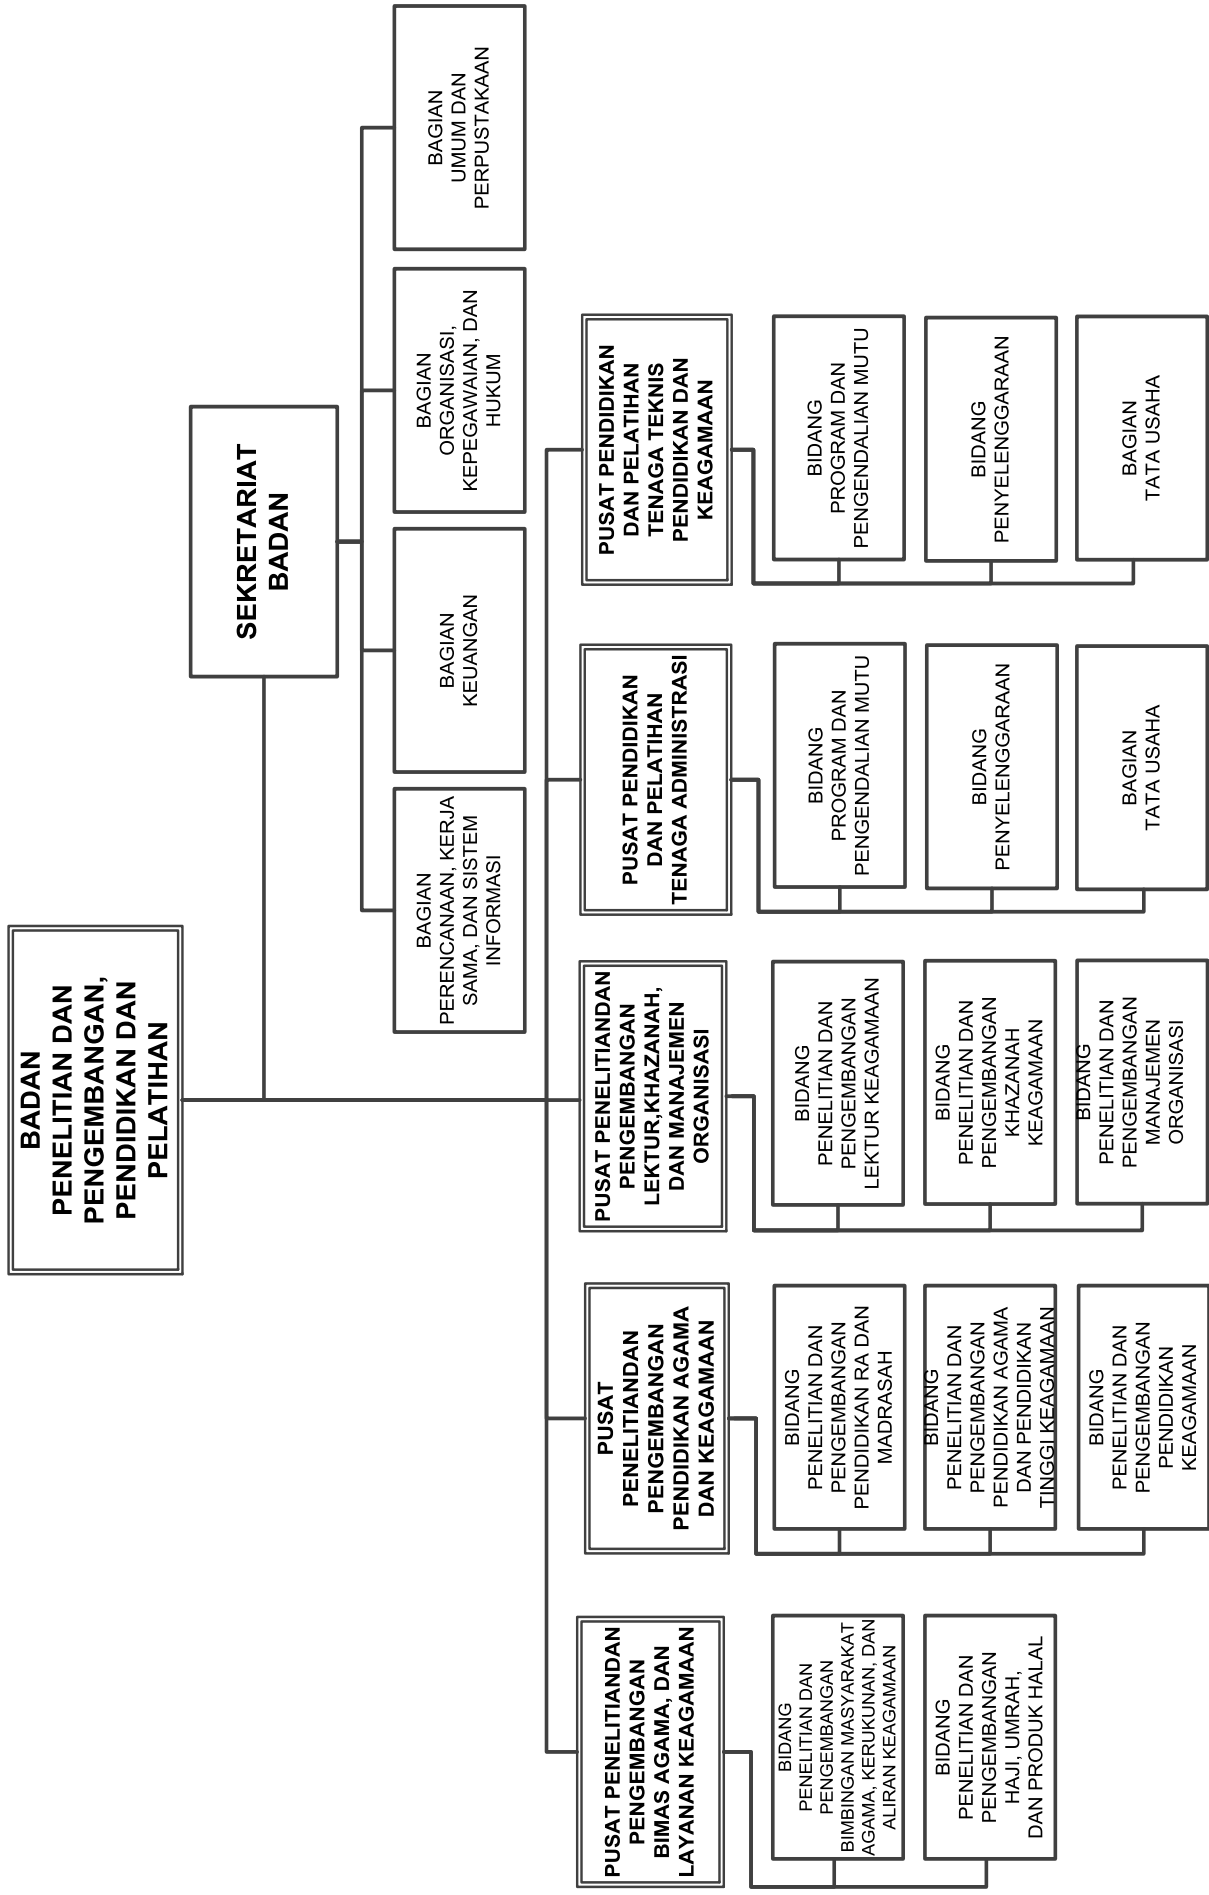 BADAN
PENELITIAN DAN
PENGEMBANGAN,
PENDIDIKAN DAN
PELATIHAN
SEKRETARIAT
BADAN
BAGIAN
PERENCANAAN, KERJA
SAMA, DAN SISTEM
INFORMASI
BAGIAN
KEUANGAN
BAGIAN
ORGANISASI,
KEPEGAWAIAN, DAN
HUKUM
BAGIAN
UMUM DAN
PERPUSTAKAAN
PUSAT PENELITIANDAN
PENGEMBANGAN
BIMAS AGAMA, DAN
LAYANAN KEAGAMAAN
PUSAT
PENELITIANDAN
PENGEMBANGAN
PENDIDIKAN AGAMA
DAN KEAGAMAAN
PUSAT PENELITIANDAN
PENGEMBANGAN
LEKTUR,KHAZANAH,
DAN MANAJEMEN
ORGANISASI
PUSAT PENDIDIKAN
DAN PELATIHAN
TENAGA ADMINISTRASI
PUSAT PENDIDIKAN
DAN PELATIHAN
TENAGA TEKNIS
PENDIDIKAN DAN
KEAGAMAAN
BIDANG
PENELITIAN DAN
PENGEMBANGAN
BIMBINGAN MASYARAKAT
AGAMA, KERUKUNAN, DAN
ALIRAN KEAGAMAAN
BIDANG
PENELITIAN DAN
PENGEMBANGAN
PENDIDIKAN RA DAN
MADRASAH
BIDANG
PENELITIAN DAN
PENGEMBANGAN
LEKTUR KEAGAMAAN
BIDANG
PROGRAM DAN
PENGENDALIAN MUTU
BIDANG
PROGRAM DAN
PENGENDALIAN MUTU
BIDANG
PENELITIAN DAN
PENGEMBANGAN
HAJI, UMRAH,
DAN PRODUK HALAL
BIDANG
PENELITIAN DAN
PENGEMBANGAN
PENDIDIKAN AGAMA
DAN PENDIDIKAN
TINGGI KEAGAMAAN
BIDANG
PENELITIAN DAN
PENGEMBANGAN
KHAZANAH
KEAGAMAAN
BIDANG
PENYELENGGARAAN
BIDANG
PENYELENGGARAAN
BIDANG
PENELITIAN DAN
PENGEMBANGAN
PENDIDIKAN
KEAGAMAAN
BIDANG
PENELITIAN DAN
PENGEMBANGAN
MANAJEMEN
ORGANISASI
BAGIAN
TATA USAHA
BAGIAN
TATA USAHA